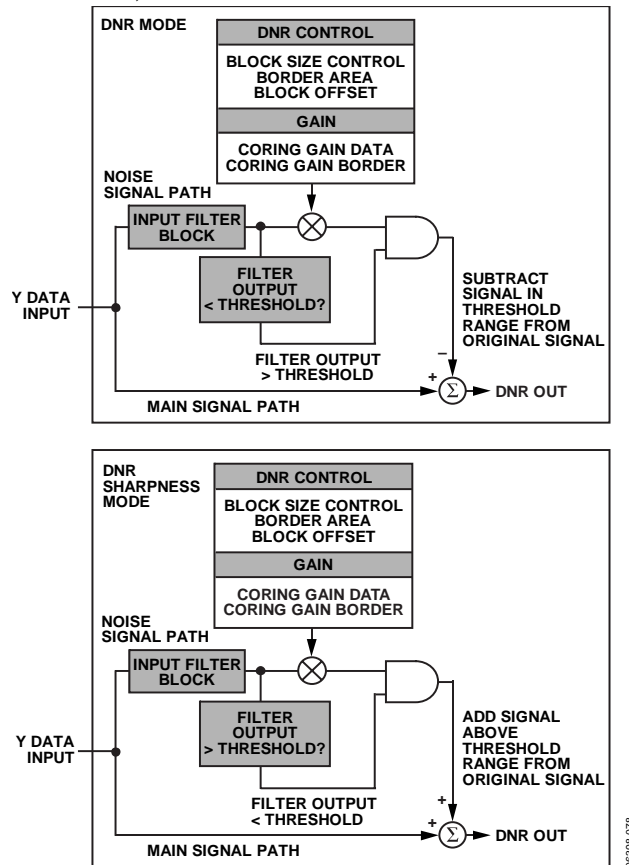 DNR MODE
DNR CONTROL
BLOCK SIZE CONTROL
BORDER AREA
BLOCK OFFSET
GAIN
CORING GAIN DATA
CORING GAIN BORDER
NOISE
SIGNAL PATH
INPUT FILTER
BLOCK
FILTER
OUTPUT
< THRESHOLD?
Y DATA
INPUT
SUBTRACT
SIGNAL IN
THRESHOLD
RANGE FROM
ORIGINAL SIGNAL
FILTER OUTPUT
> THRESHOLD
–
+
Σ
DNR OUT
MAIN SIGNAL PATH
DNR
SHARPNESS
MODE
DNR CONTROL
BLOCK SIZE CONTROL
BORDER AREA
BLOCK OFFSET
GAIN
CORING GAIN DATA
CORING GAIN BORDER
NOISE
SIGNAL PATH
INPUT FILTER
BLOCK
FILTER
OUTPUT
> THRESHOLD?
Y DATA
INPUT
ADD SIGNAL
ABOVE
THRESHOLD
RANGE FROM
ORIGINAL SIGNAL
FILTER OUTPUT
< THRESHOLD
+
+
Σ
DNR OUT
MAIN SIGNAL PATH